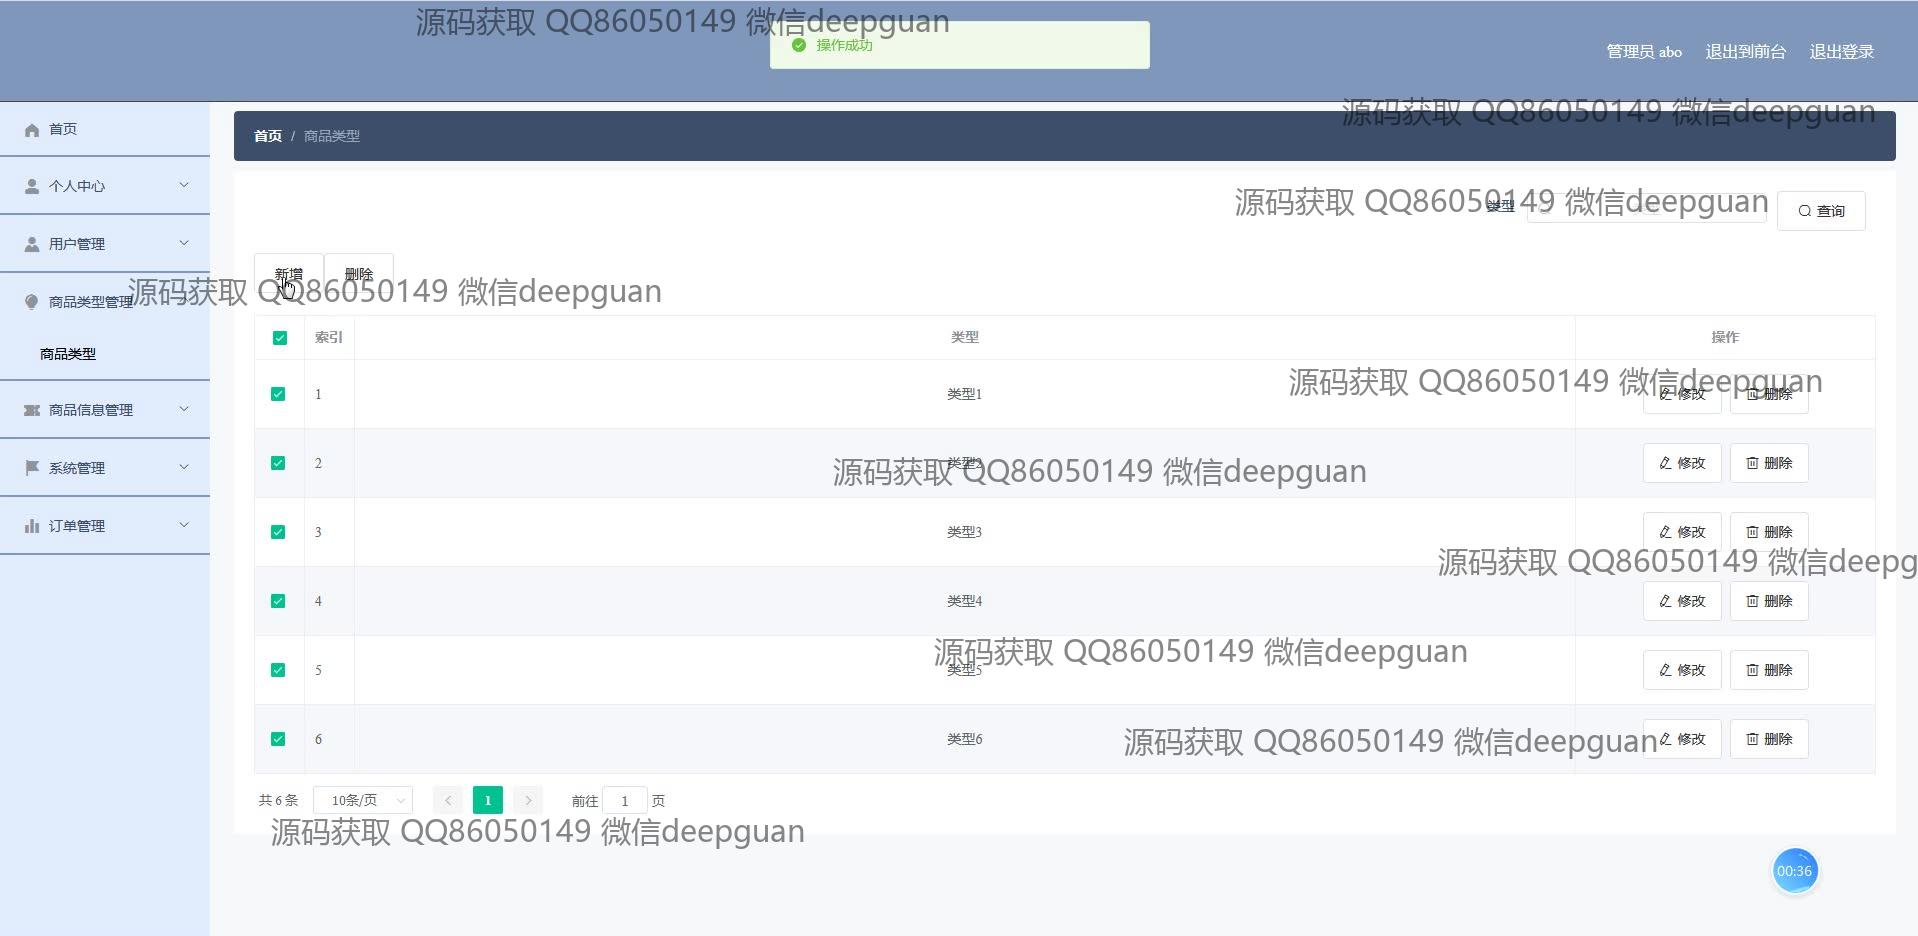 源码获取 QQ86050149 微信deepguan
操作成功
管理员 abo 退出到前台 退出登录
源码获取 QQ86050149 微信deepguan
首页
首页 / 商品类型
个人中心
源码获取 QQ86050149 微信deepguan
类型
查询
用户管理
新增 删除
商品类型管理
源码获取 QQ86050149 微信deepguan
商品类型
索引 类型 操作
源码获取 QQ86050149 微信deepguan
1 类型1 修改 删除
商品信息管理
2 类型2 修改 删除
源码获取 QQ86050149 微信deepguan
系统管理
3 类型3 修改 删除
订单管理
源码获取 QQ86050149 微信deepg
4 类型4 修改 删除
源码获取 QQ86050149 微信deepguan
5 类型5 修改 删除
6 类型6 修改 删除
源码获取 QQ86050149 微信deepguan
共 6 条 10条/页 1 前往 1 页
源码获取 QQ86050149 微信deepguan
00:36